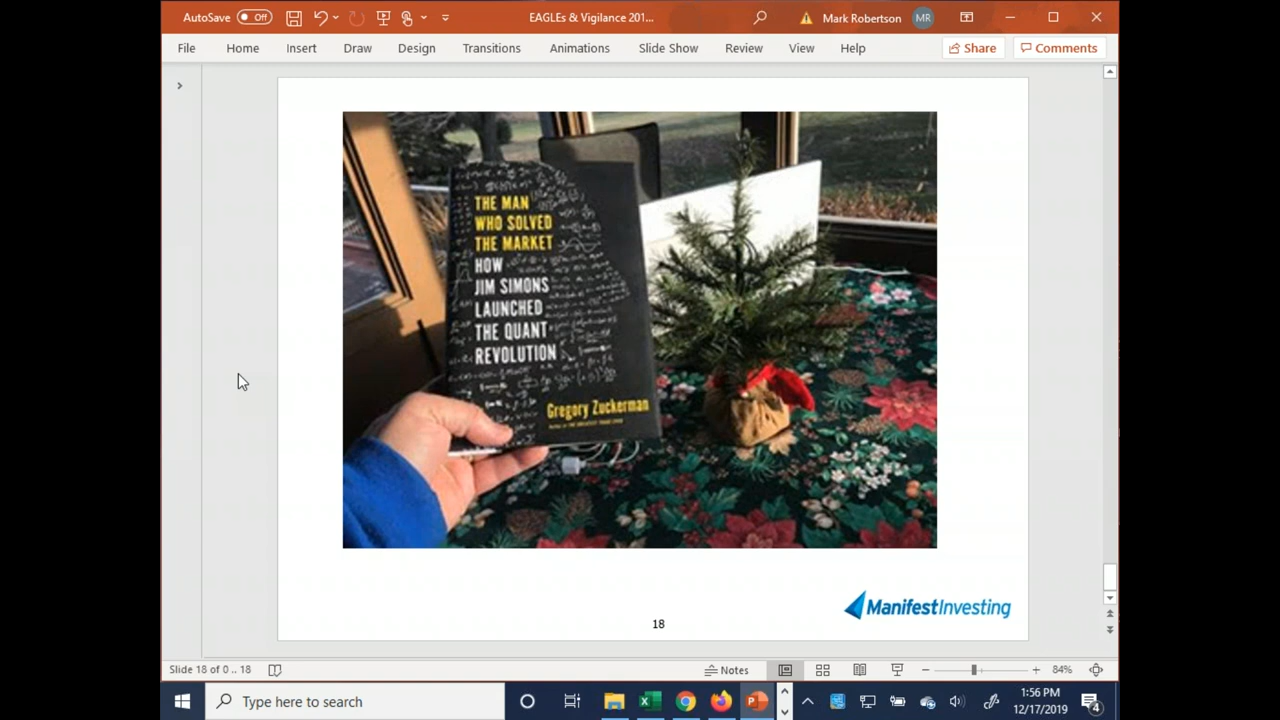 AutoSave Off
EAGLEs & Vigilance 201...
Mark Robertson MR
File Home Insert Draw Design Transitions Animations Slide Show Review View Help Share Comments
THE MAN
WHO SOLVED
THE MARKET
HOW
JIM SIMONS
LAUNCHED
THE QUANT
REVOLUTION
Gregory Zuckerman
ManifestInvesting
18
Slide 18 of 0 .. 18 Notes 84%
Type here to search
1:56 PM
12/17/2019
4